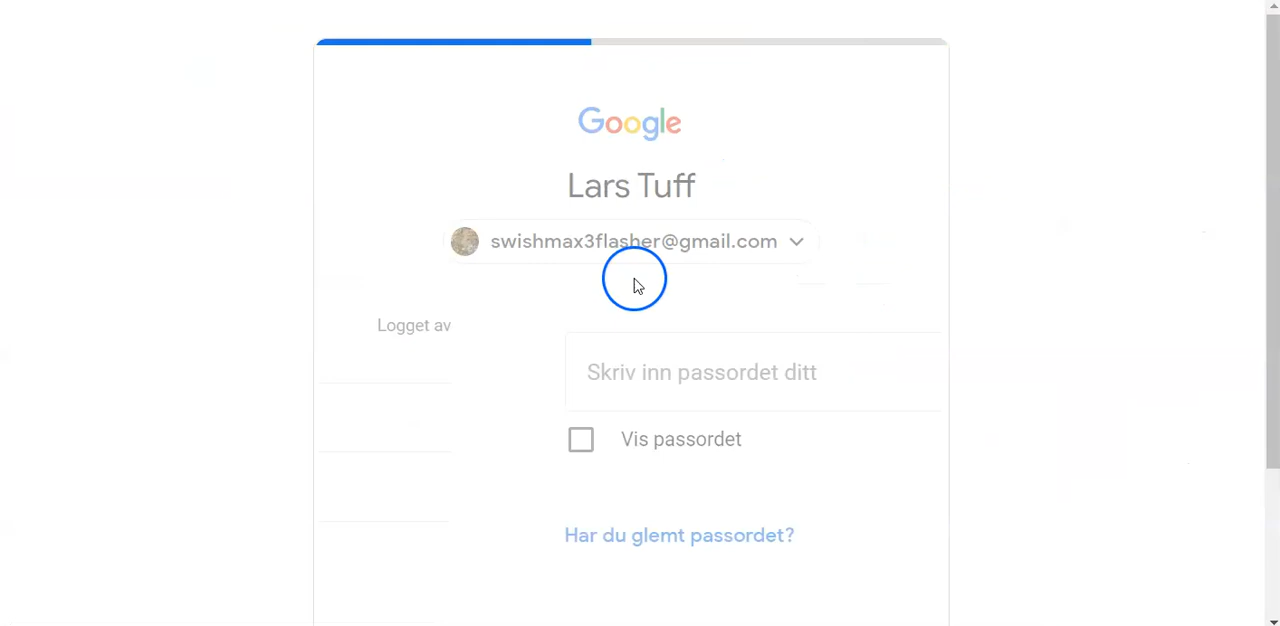 Google
Lars Tuff
swishmax3flasher@gmail.com
Logget av
Skriv inn passordet ditt
Vis passordet
Har du glemt passordet?